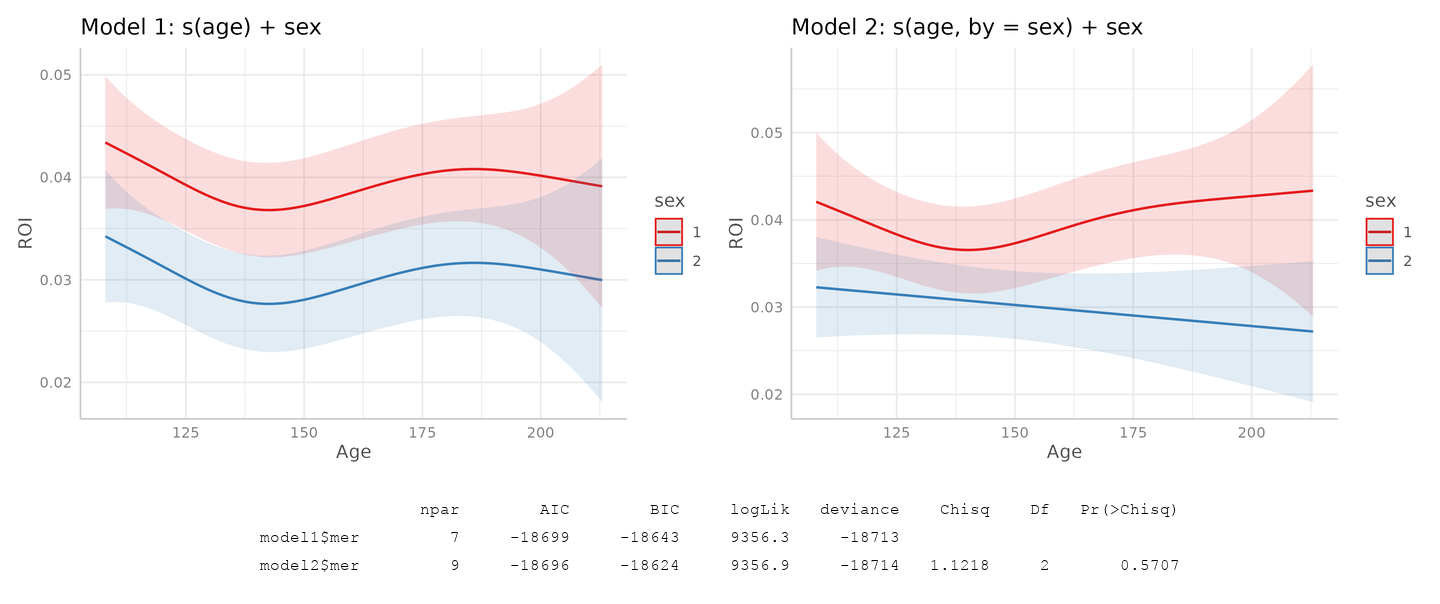 Model 1: s(age) + sex
0.05
0.04
0.03
0.02
ROI
125 150 175 200
Age
sex
1
2
Model 2: s(age, by = sex) + sex
0.05
0.04
0.03
0.02
ROI
125 150 175 200
Age
sex
1
2
npar AIC BIC logLik deviance Chisq Df Pr(>Chisq)
model1$mer 7 -18699 -18643 9356.3 -18713
model2$mer 9 -18696 -18624 9356.9 -18714 1.1218 2 0.5707